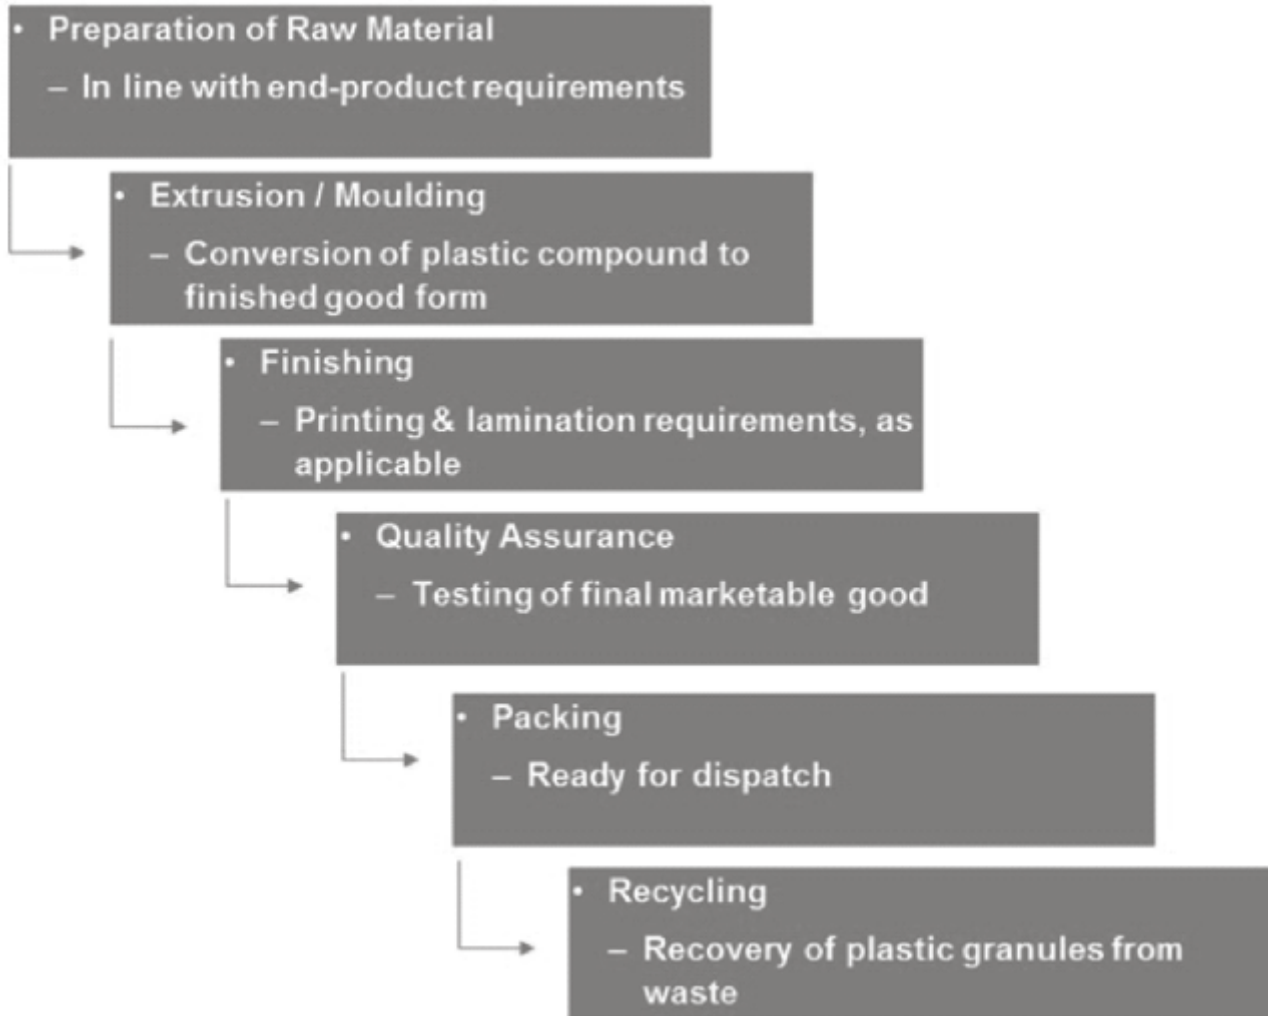 • Preparation of Raw Material
– In line with end-product requirements
• Extrusion / Moulding
– Conversion of plastic compound to
finished good form
• Finishing
– Printing & lamination requirements, as
applicable
• Quality Assurance
– Testing of final marketable good
• Packing
– Ready for dispatch
• Recycling
– Recovery of plastic granules from
waste